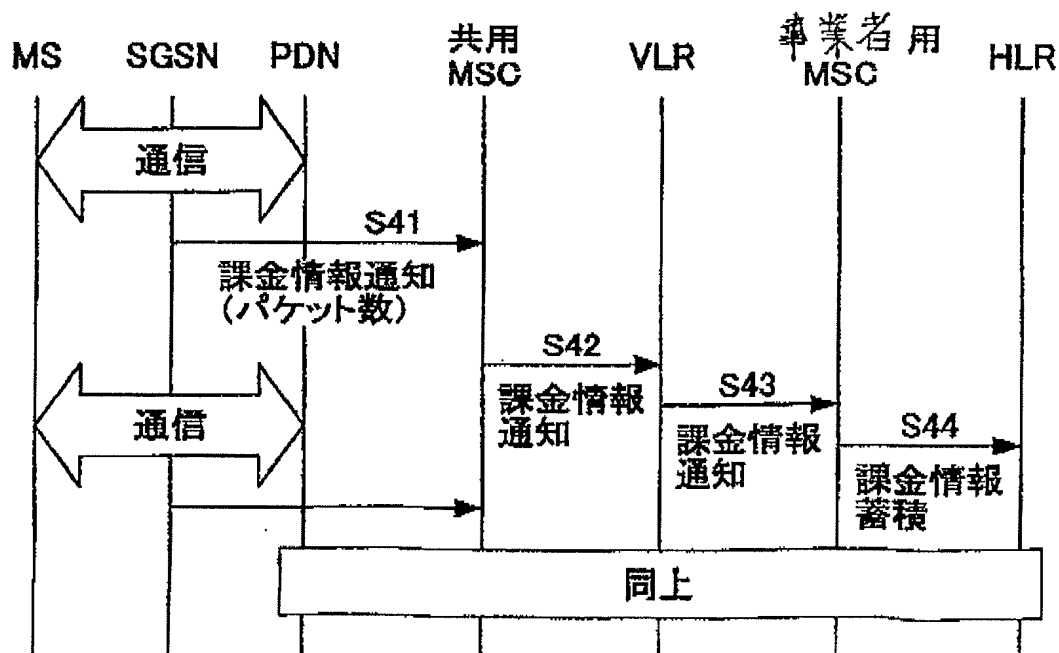 MS
SGSN
PDN
共用
MSC
VLR
事業者用
MSC
HLR
通信
S41
課金情報通知
(パケット数)
S42
課金情報
通知
S43
課金情報
通知
S44
課金情報
蓄積
通信
同上